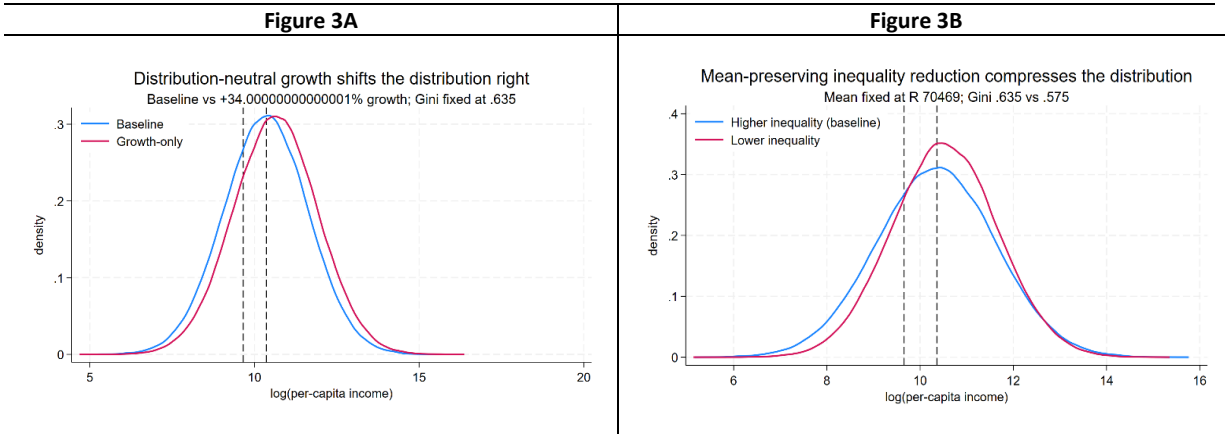 Figure 3A
Distribution-neutral growth shifts the distribution right
Baseline vs +34.00000000000001% growth; Gini fixed at .635
Baseline
Growth-only
.3
.2
.1
0
density
5
10
15
20
log(per-capita income)
Figure 3B
Mean-preserving inequality reduction compresses the distribution
Mean fixed at R 70469; Gini .635 vs .575
Higher inequality (baseline)
Lower inequality
.4
.3
.2
.1
0
density
6
8
10
12
14
16
log(per-capita income)